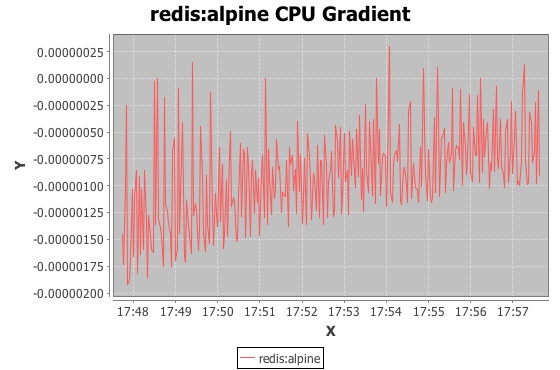 redis:alpine CPU Gradient
0.00000025
0.00000000
-0.00000025
-0.00000050
-0.00000075
-0.00000100
-0.00000125
-0.00000150
-0.00000175
-0.00000200
Y
17:48 17:49 17:50 17:51 17:52 17:53 17:54 17:55 17:56 17:57
X
redis:alpine